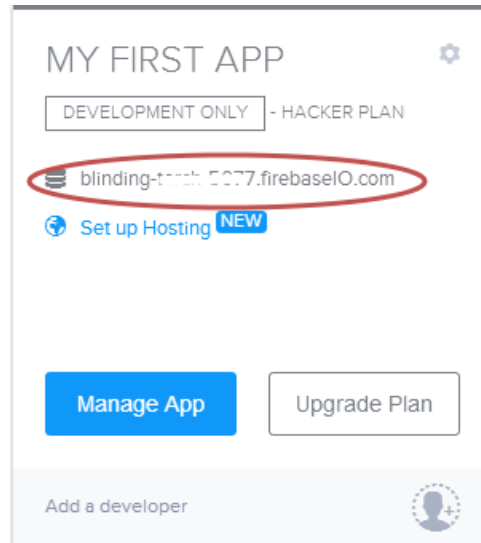 MY FIRST APP
DEVELOPMENT ONLY - HACKER PLAN
blinding- .firebaseIO.com
Set up Hosting NEW
Manage App Upgrade Plan
Add a developer